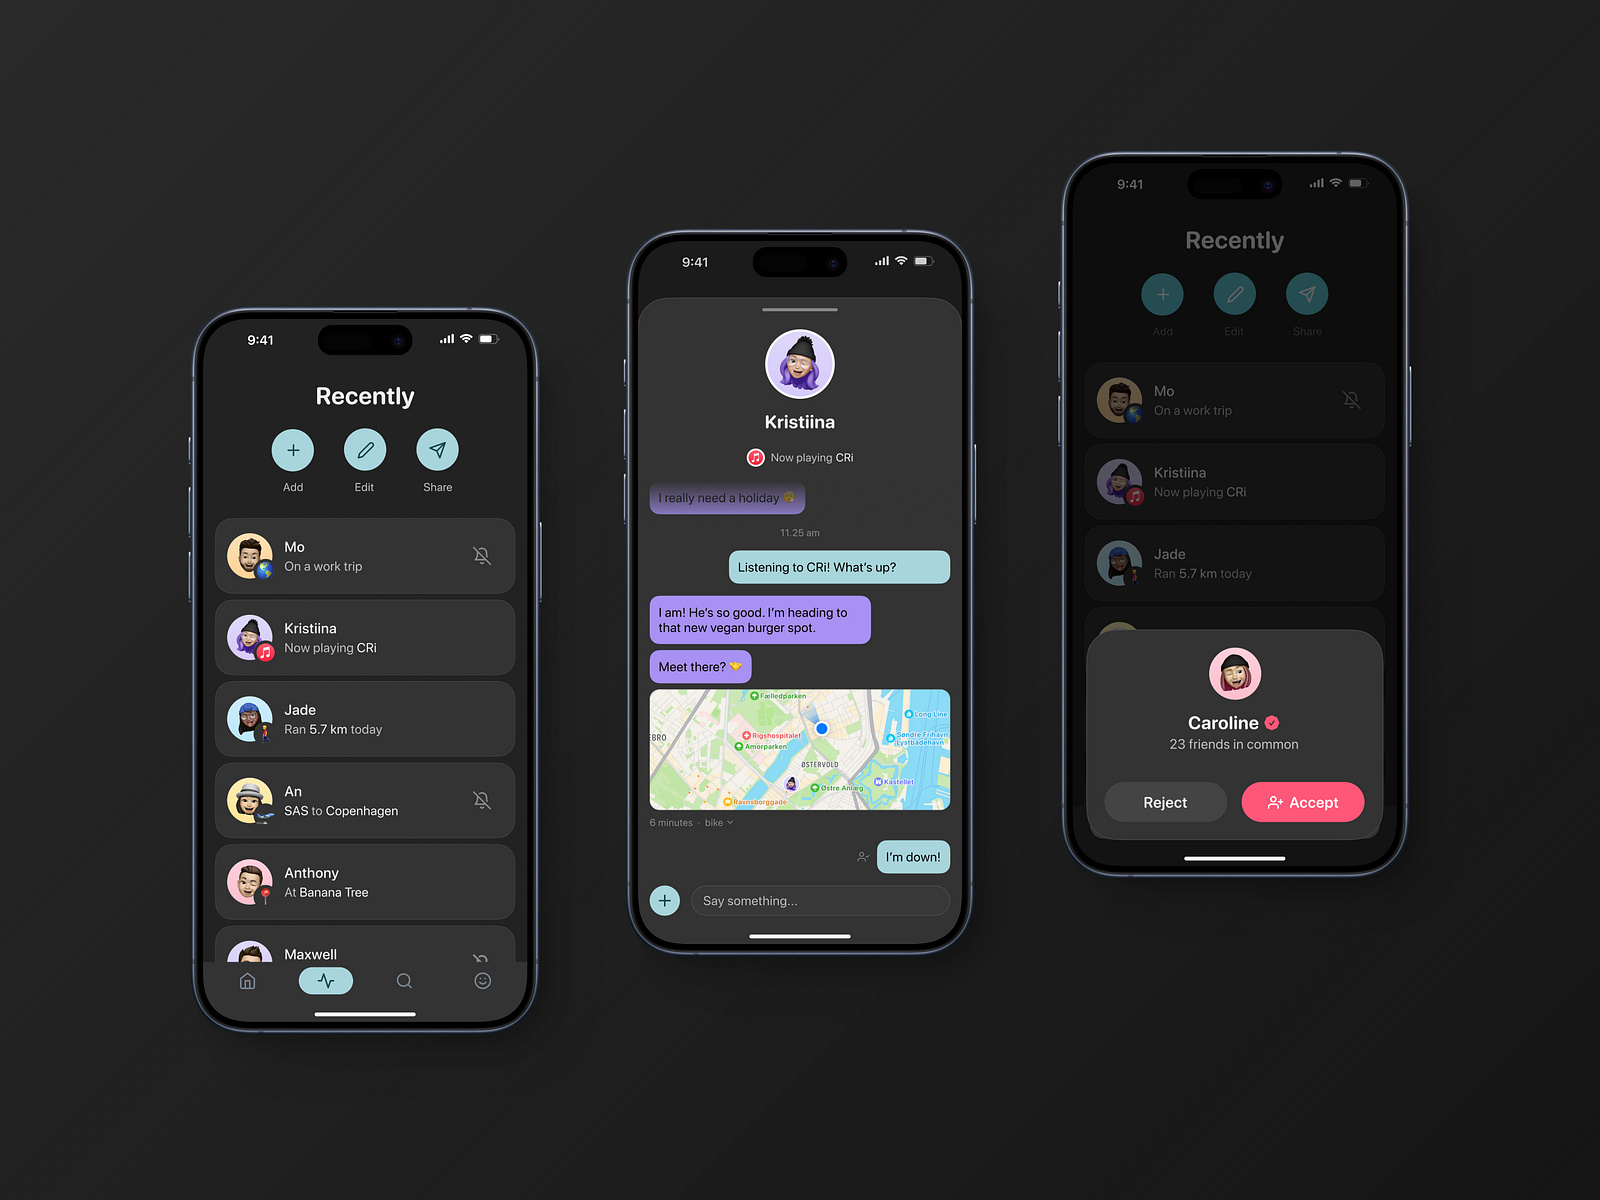 9:41
Recently
Add Edit Share
Mo
On a work trip
Kristiina
Now playing CRi
Jade
Ran 5.7 km today
An
SAS to Copenhagen
Anthony
At Banana Tree
Maxwell
9:41
Kristiina
Now playing CRi
I really need a holiday
11.25 am
Listening to CRi! What's up?
I am! He's so good. I'm heading to
that new vegan burger spot.
Meet there?
Fælledparken
Long Line
EBRO
Rigshospitalet
Søndre Frihavn
Lystbådehavn
Amorparken
ØSTERVOLD
Kastellet
Østre Anlæg
Ravnsborggade
6 minutes · bike
I'm down!
Say something...
9:41
Recently
Add Edit Share
Mo
On a work trip
Kristiina
Now playing CRi
Jade
Ran 5.7 km today
Caroline
23 friends in common
Reject Accept